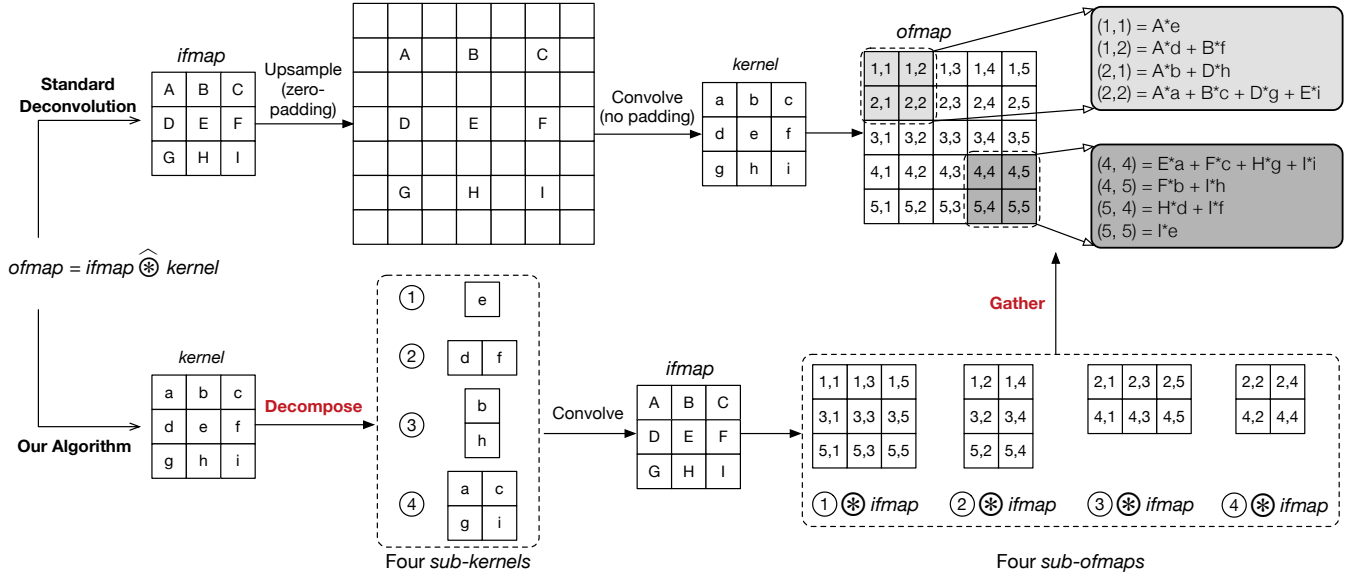 Standard
Deconvolution
ifmap
A B C
D E F
G H I
Upsample
(zero-
padding)
A B C
D E F
G H I
Convolve
(no padding)
kernel
a b c
d e f
g h i
ofmap
1,1 1,2 1,3 1,4 1,5
2,1 2,2 2,3 2,4 2,5
3,1 3,2 3,3 3,4 3,5
4,1 4,2 4,3 4,4 4,5
5,1 5,2 5,3 5,4 5,5
(1,1) = A*e
(1,2) = A*d + B*f
(2,1) = A*b + D*h
(2,2) = A*a + B*c + D*g + E*i
(4, 4) = E*a + F*c + H*g + I*i
(4, 5) = F*b + I*h
(5, 4) = H*d + I*f
(5, 5) = I*e
ofmap = ifmap ⊛̂ kernel
Our Algorithm
kernel
a b c
d e f
g h i
Decompose
① e
② d f
③ b
h
④ a c
g i
Four sub-kernels
Convolve
ifmap
A B C
D E F
G H I
Gather
1,1 1,3 1,5
3,1 3,3 3,5
5,1 5,3 5,5
① ⊛ ifmap
1,2 1,4
3,2 3,4
5,2 5,4
② ⊛ ifmap
2,1 2,3 2,5
4,1 4,3 4,5
③ ⊛ ifmap
2,2 2,4
4,2 4,4
④ ⊛ ifmap
Four sub-ofmaps